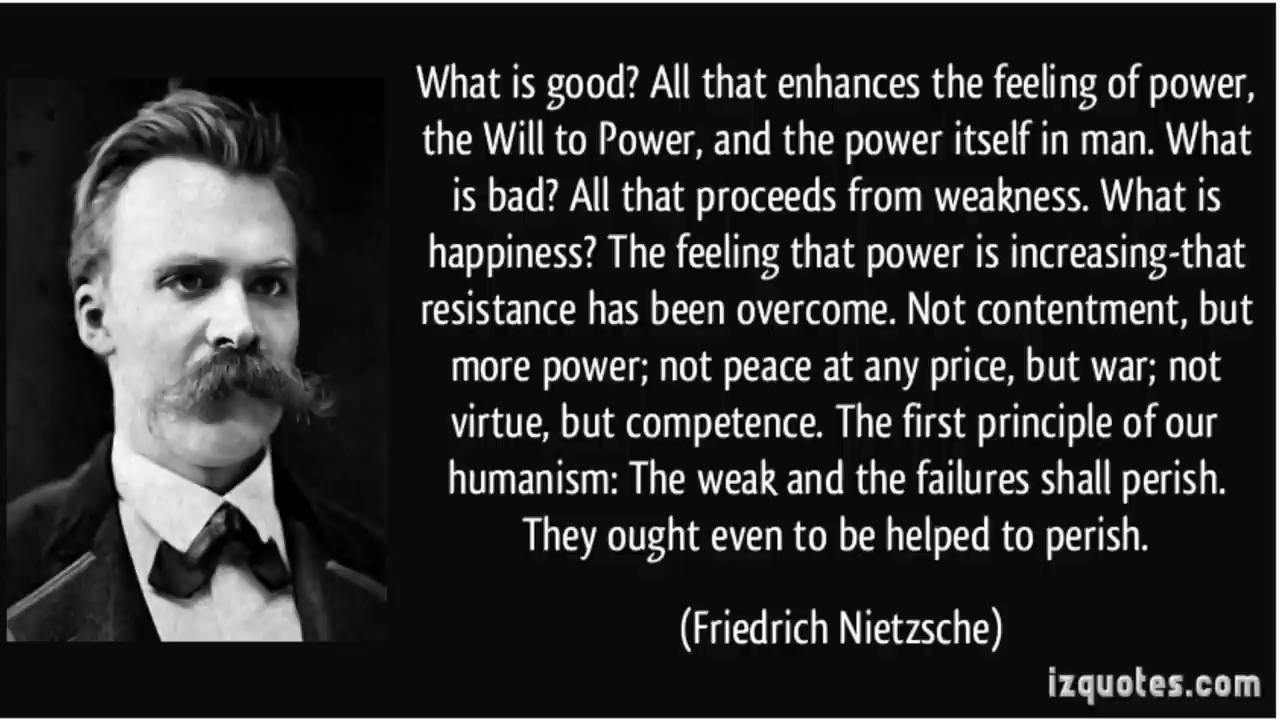 What is good? All that enhances the feeling of power,
the Will to Power, and the power itself in man. What
is bad? All that proceeds from weakness. What is
happiness? The feeling that power is increasing-that
resistance has been overcome. Not contentment, but
more power; not peace at any price, but war; not
virtue, but competence. The first principle of our
humanism: The weak and the failures shall perish.
They ought even to be helped to perish.
(Friedrich Nietzsche)
izquotes.com